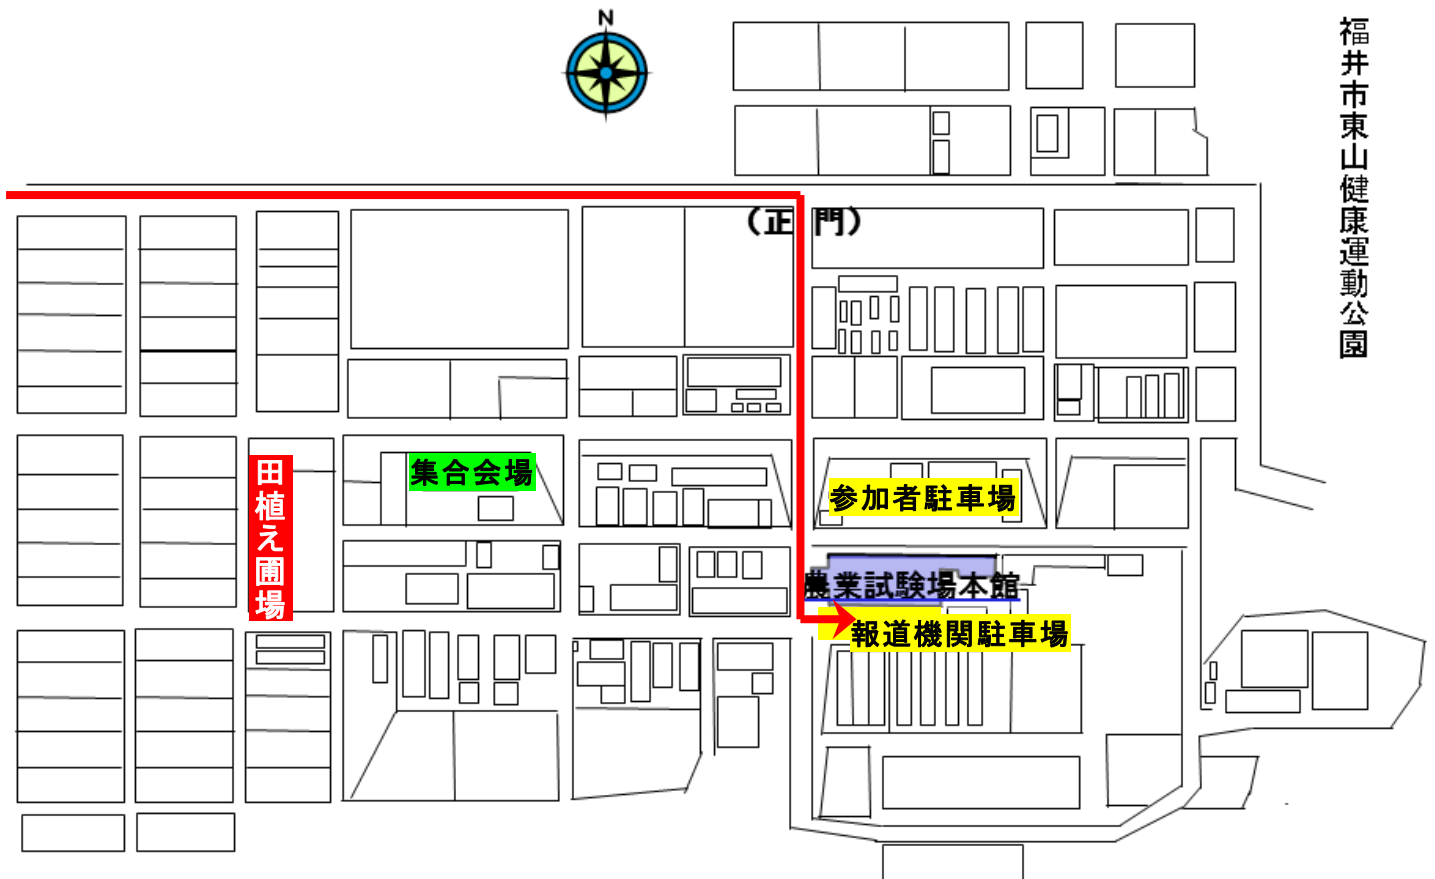 N
福井市東山健康運動公園
（正門）
集合会場
田植え圃場
参加者駐車場
農業試験場本館
報道機関駐車場